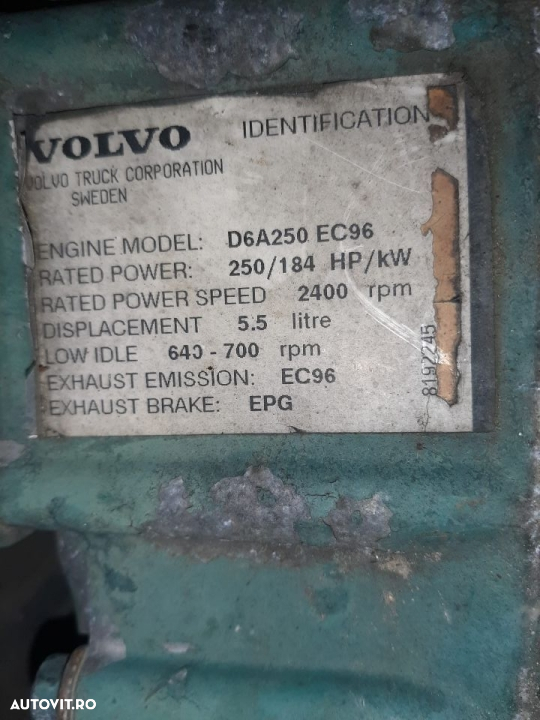 VOLVO IDENTIFICATION
VOLVO TRUCK CORPORATION
SWEDEN
ENGINE MODEL: D6A250 EC96
RATED POWER: 250/184 HP/kW
RATED POWER SPEED 2400 rpm
DISPLACEMENT 5.5 litre
LOW IDLE 640-700 rpm
EXHAUST EMISSION: EC96
EXHAUST BRAKE: EPG
8192245
AUTOVIT.RO